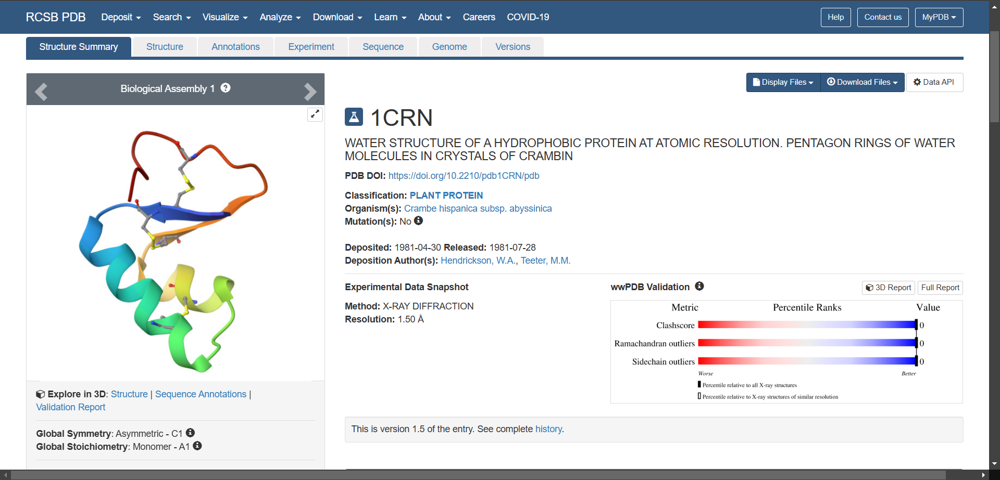 RCSB PDB Deposit Search Visualize Analyze Download Learn About Careers COVID-19 Help Contact us MyPDB
Structure Summary Structure Annotations Experiment Sequence Genome Versions
Biological Assembly 1 ?
Display Files Download Files Data API
1CRN
WATER STRUCTURE OF A HYDROPHOBIC PROTEIN AT ATOMIC RESOLUTION. PENTAGON RINGS OF WATER
MOLECULES IN CRYSTALS OF CRAMBIN
PDB DOI: https://doi.org/10.2210/pdb1CRN/pdb
Classification: PLANT PROTEIN
Organism(s): Crambe hispanica subsp. abyssinica
Mutation(s): No
Deposited: 1981-04-30 Released: 1981-07-28
Deposition Author(s): Hendrickson, W.A., Teeter, M.M.
Experimental Data Snapshot
Method: X-RAY DIFFRACTION
Resolution: 1.50 Å
wwPDB Validation 3D Report Full Report
Metric Percentile Ranks Value
Clashscore 0
Ramachandran outliers 0
Sidechain outliers 0
Worse Better
Percentile relative to all X-ray structures
Percentile relative to X-ray structures of similar resolution
This is version 1.5 of the entry. See complete history.
Explore in 3D: Structure | Sequence Annotations |
Validation Report
Global Symmetry: Asymmetric - C1
Global Stoichiometry: Monomer - A1